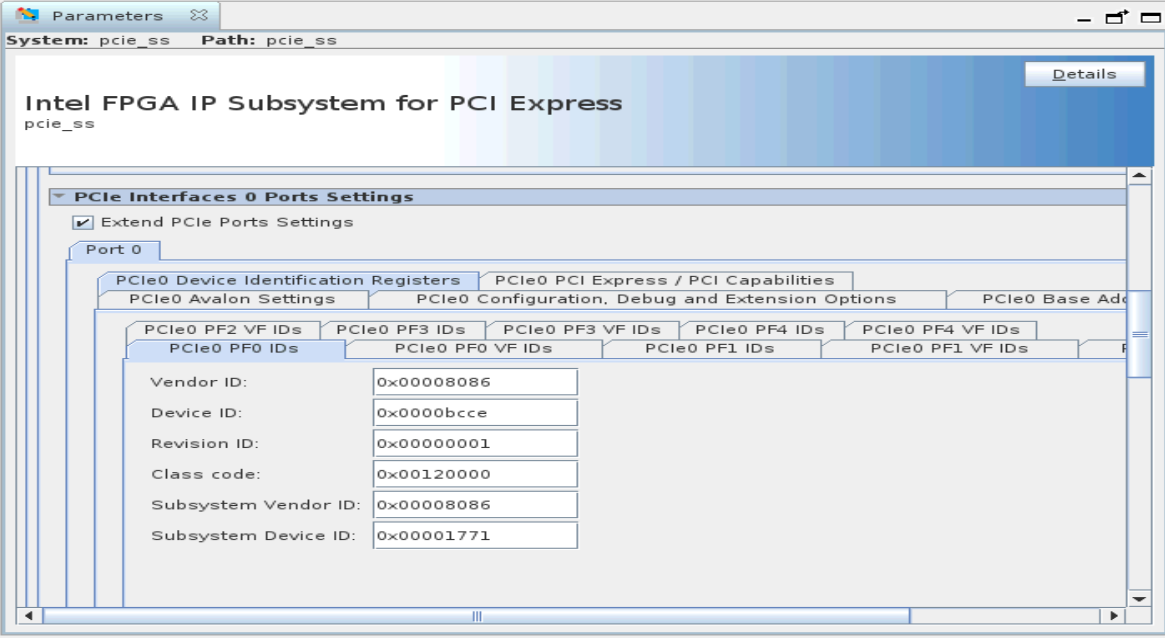 Parameters
System: pcie_ss Path: pcie_ss
Details
Intel FPGA IP Subsystem for PCI Express
pcie_ss
PCIe Interfaces 0 Ports Settings
Extend PCIe Ports Settings
Port 0
PCIe0 Device Identification Registers PCIe0 PCI Express / PCI Capabilities
PCIe0 Avalon Settings PCIe0 Configuration, Debug and Extension Options PCIe0 Base
PCIe0 PF2 VF IDs PCIe0 PF3 IDs PCIe0 PF3 VF IDs PCIe0 PF4 IDs PCIe0 PF4 VF IDs
PCIe0 PF0 IDs PCIe0 PF0 VF IDs PCIe0 PF1 IDs PCIe0 PF1 VF IDs
Vendor ID: 0x00008086
Device ID: 0x0000bcce
Revision ID: 0x00000001
Class code: 0x00120000
Subsystem Vendor ID: 0x00008086
Subsystem Device ID: 0x00001771